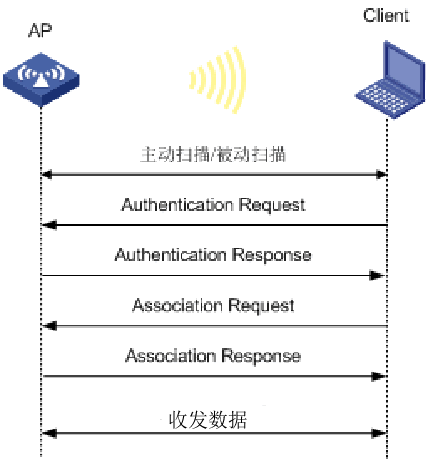 Client
AP
主动扫描/被动扫描
Authentication Request
Authentication Response
Association Request
Association Response
收发数据